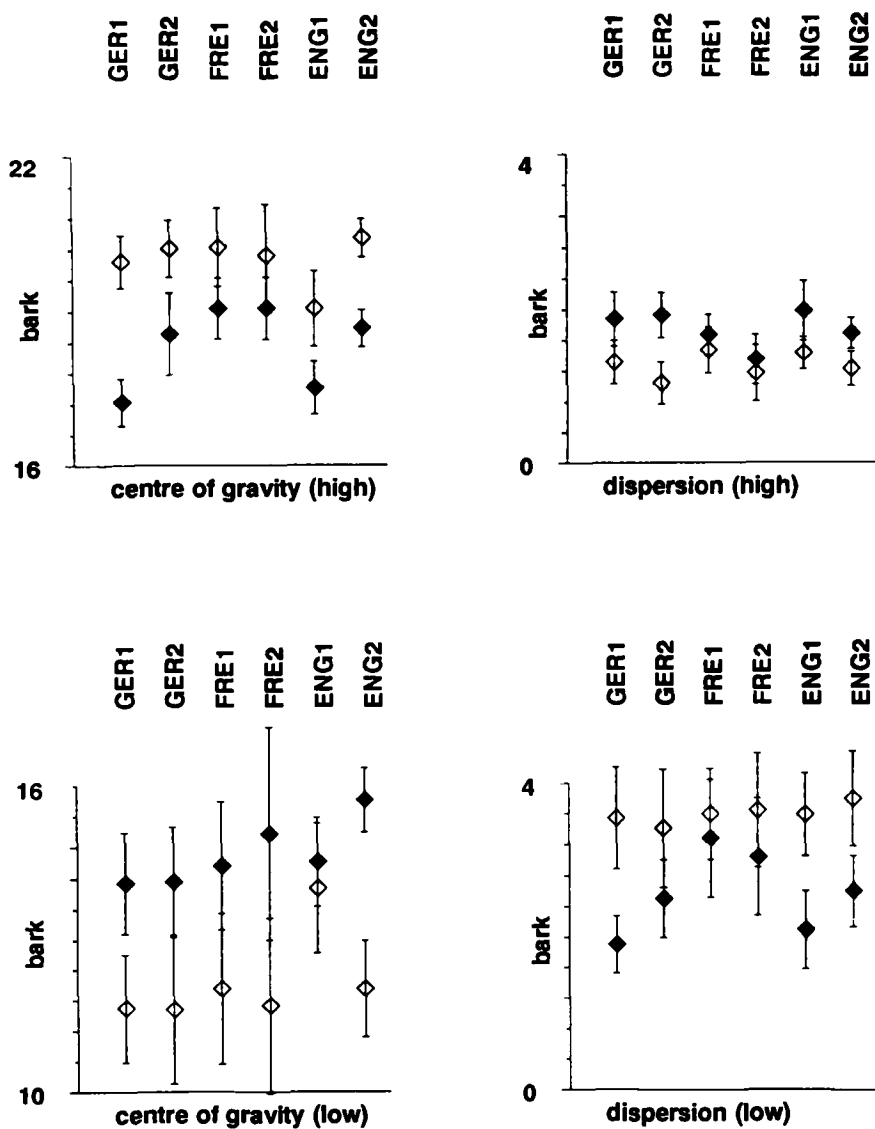 GER1 GER2 FRE1 FRE2 ENG1 ENG2
22
bark
16
centre of gravity (high)
GER1 GER2 FRE1 FRE2 ENG1 ENG2
4
bark
0
dispersion (high)
GER1 GER2 FRE1 FRE2 ENG1 ENG2
16
bark
10
centre of gravity (low)
GER1 GER2 FRE1 FRE2 ENG1 ENG2
4
bark
0
dispersion (low)